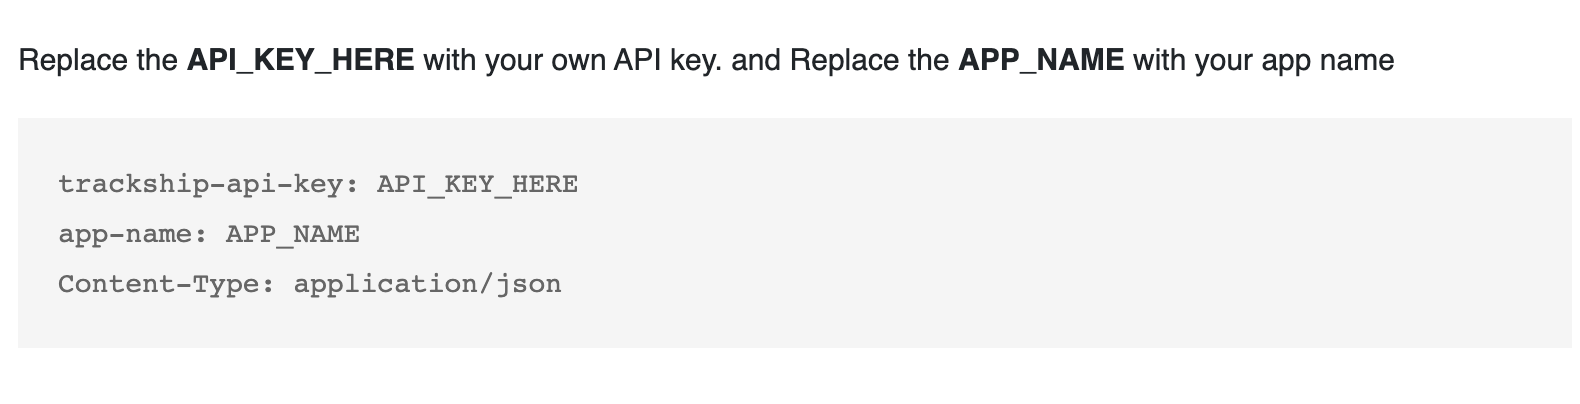 Replace the API_KEY_HERE with your own API key. and Replace the APP_NAME with your app name
trackship-api-key: API_KEY_HERE
app-name: APP_NAME
Content-Type: application/json